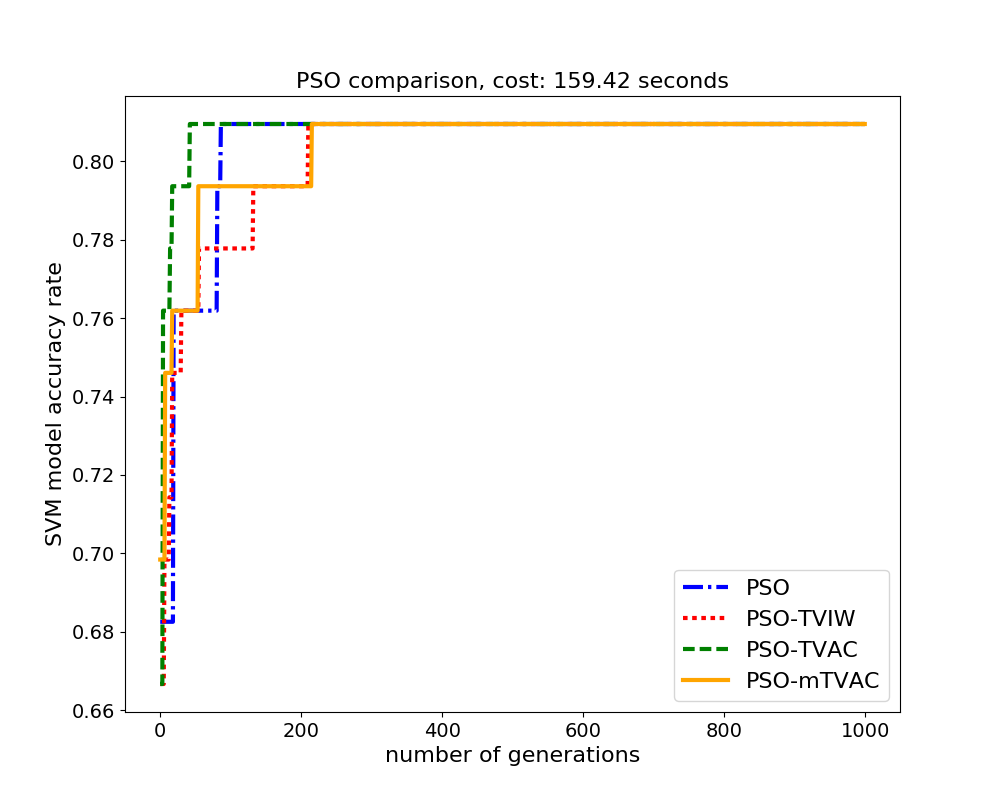 PSO comparison, cost: 159.42 seconds
SVM model accuracy rate
0.80
0.78
0.76
0.74
0.72
0.70
0.68
0.66
0 200 400 600 800 1000
number of generations
PSO
PSO-TVIW
PSO-TVAC
PSO-mTVAC